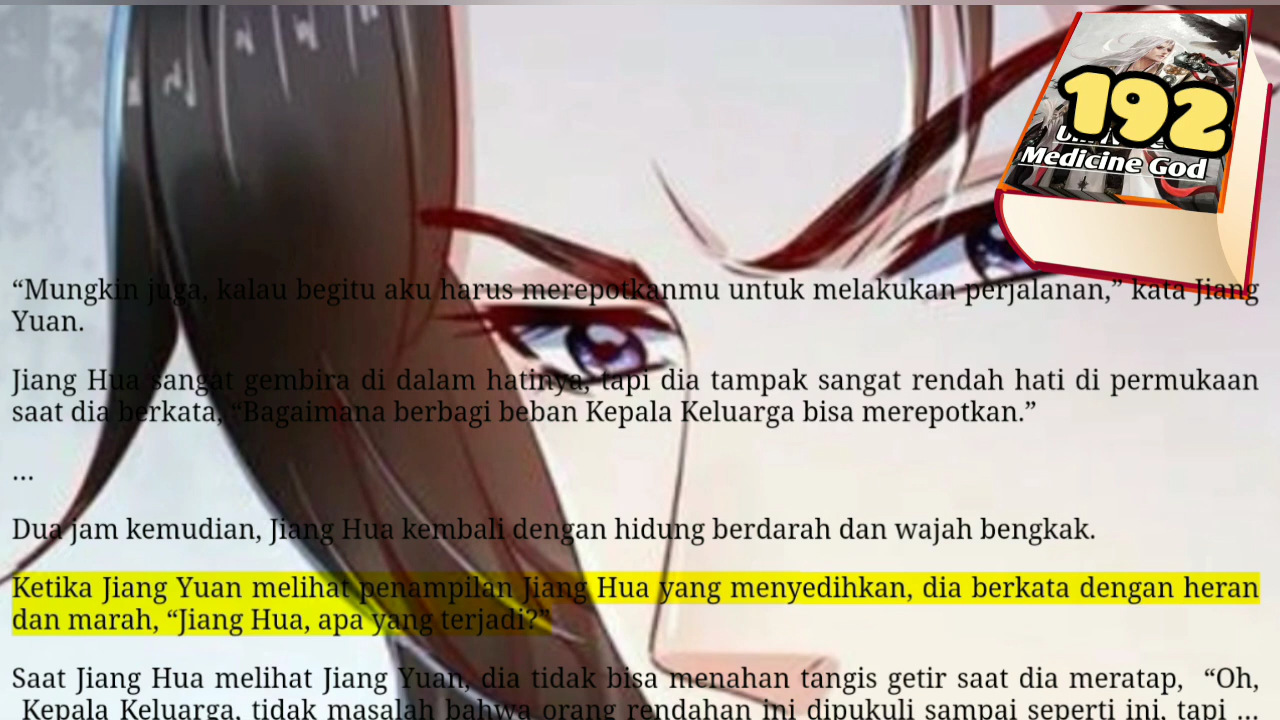 192
Medicine God
“Mungkin juga, kalau begitu aku harus merepotkanmu untuk melakukan perjalanan,” kata Jiang
Yuan.
Jiang Hua sangat gembira di dalam hatinya, tapi dia tampak sangat rendah hati di permukaan
saat dia berkata, “Bagaimana berbagi beban Kepala Keluarga bisa merepotkan.”
...
Dua jam kemudian, Jiang Hua kembali dengan hidung berdarah dan wajah bengkak.
Ketika Jiang Yuan melihat penampilan Jiang Hua yang menyedihkan, dia berkata dengan heran
dan marah, “Jiang Hua, apa yang terjadi?”
Saat Jiang Hua melihat Jiang Yuan, dia tidak bisa menahan tangis getir saat dia meratap, “Oh,
Kepala Keluarga, tidak masalah bahwa orang rendahan ini dipukuli sampai seperti ini, tapi ...